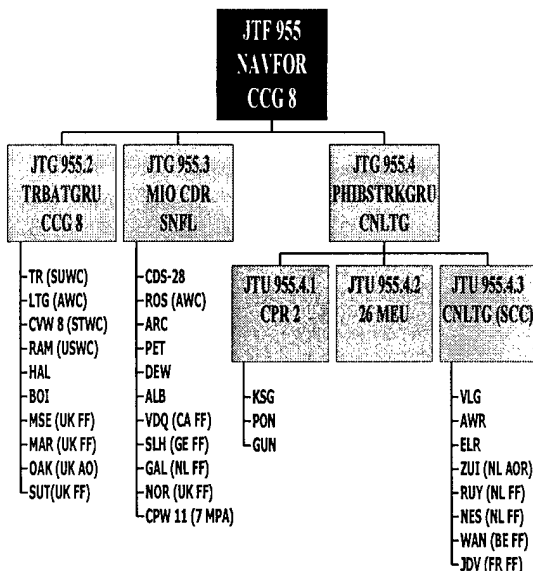 JTF 955
NAVFOR
CCG 8
JTG 955.2
TRBATGRU
CCG 8
TR (SUWC)
LTG (AWC)
CVW 8 (STWC)
RAM (USWC)
HAL
BOI
MSE (UK FF)
MAR (UK FF)
OAK (UK AO)
SUT(UK FF)
JTG 955.3
MIO CDR
SNFL
CDS-28
ROS (AWC)
ARC
PET
DEW
ALB
VDQ (CA FF)
SLH (GE FF)
GAL (NL FF)
NOR (UK FF)
CPW 11 (7 MPA)
JTG 955.4
PHIBSTRKGRU
CNLTG
JTU 955.4.1
CPR 2
KSG
PON
GUN
JTU 955.4.2
26 MEU
JTU 955.4.3
CNLTG (SCC)
VLG
AWR
ELR
ZUI (NL AOR)
RUY (NL FF)
NES (NL FF)
WAN (BE FF)
JDV (FR FF)